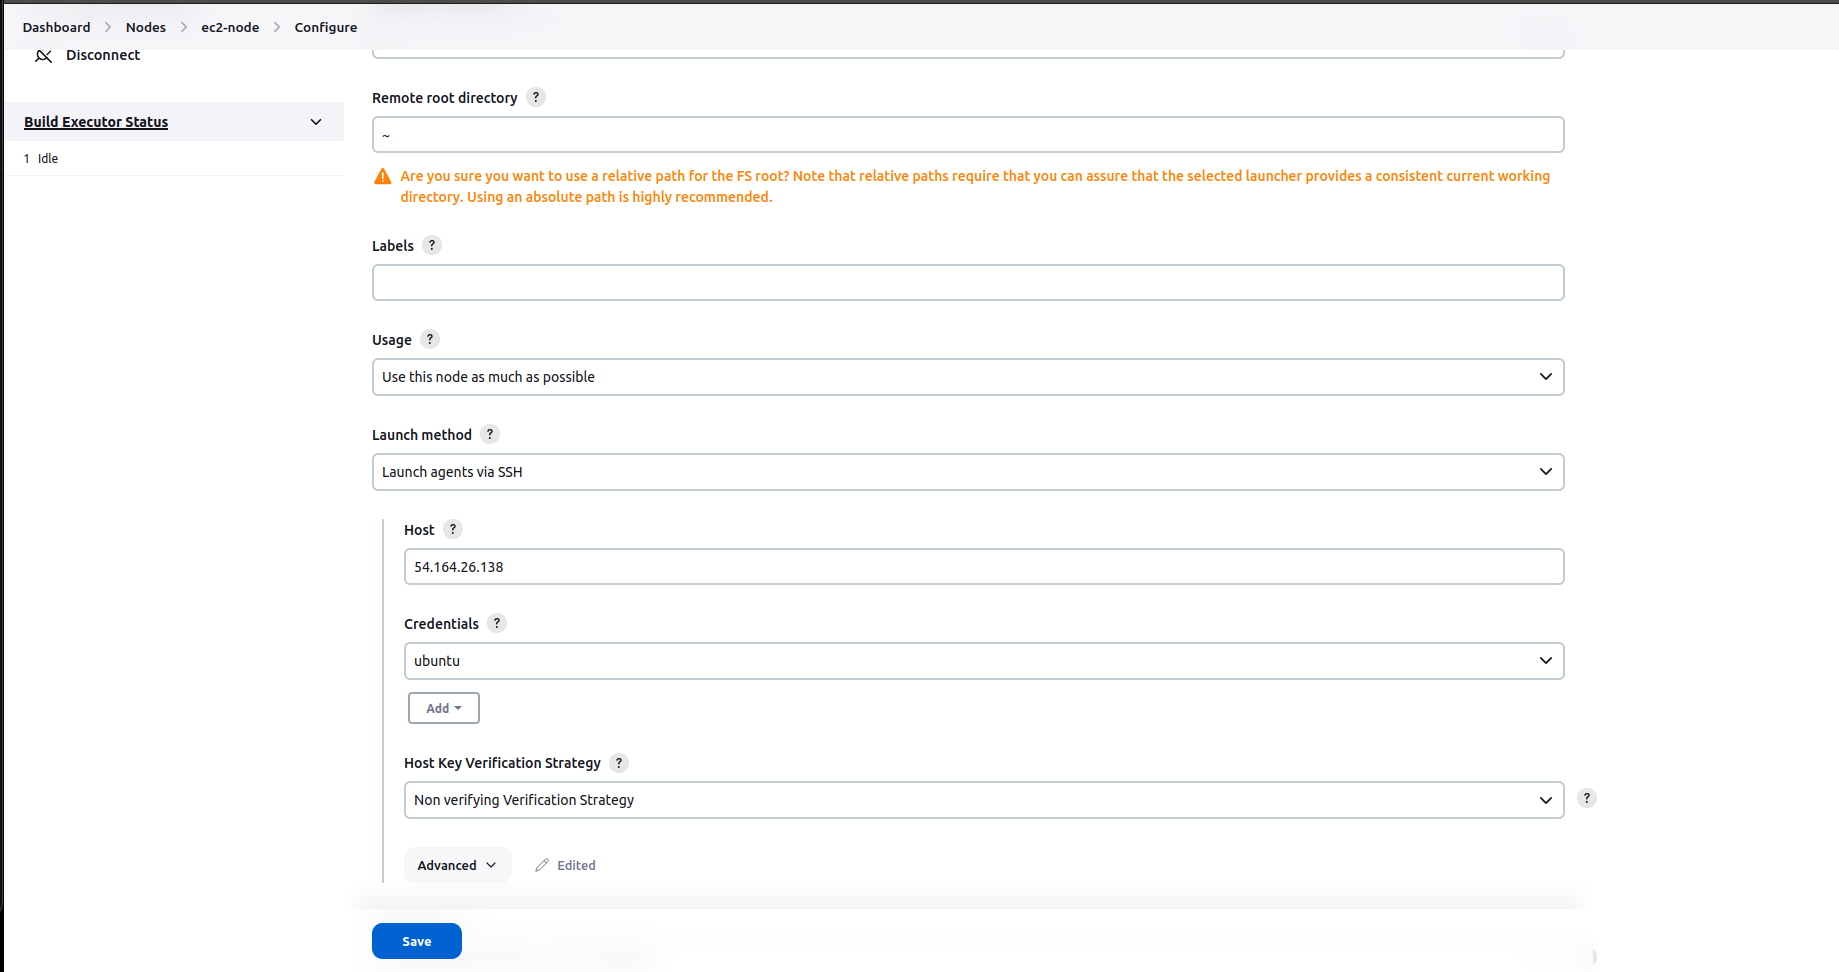 Dashboard > Nodes > ec2-node > Configure
Disconnect
Build Executor Status
1 Idle
Remote root directory ?
~
Are you sure you want to use a relative path for the FS root? Note that relative paths require that you can assure that the selected launcher provides a consistent current working
directory. Using an absolute path is highly recommended.
Labels ?
Usage ?
Use this node as much as possible
Launch method ?
Launch agents via SSH
Host ?
54.164.26.138
Credentials ?
ubuntu
Add
Host Key Verification Strategy ?
Non verifying Verification Strategy
?
Advanced
Edited
Save